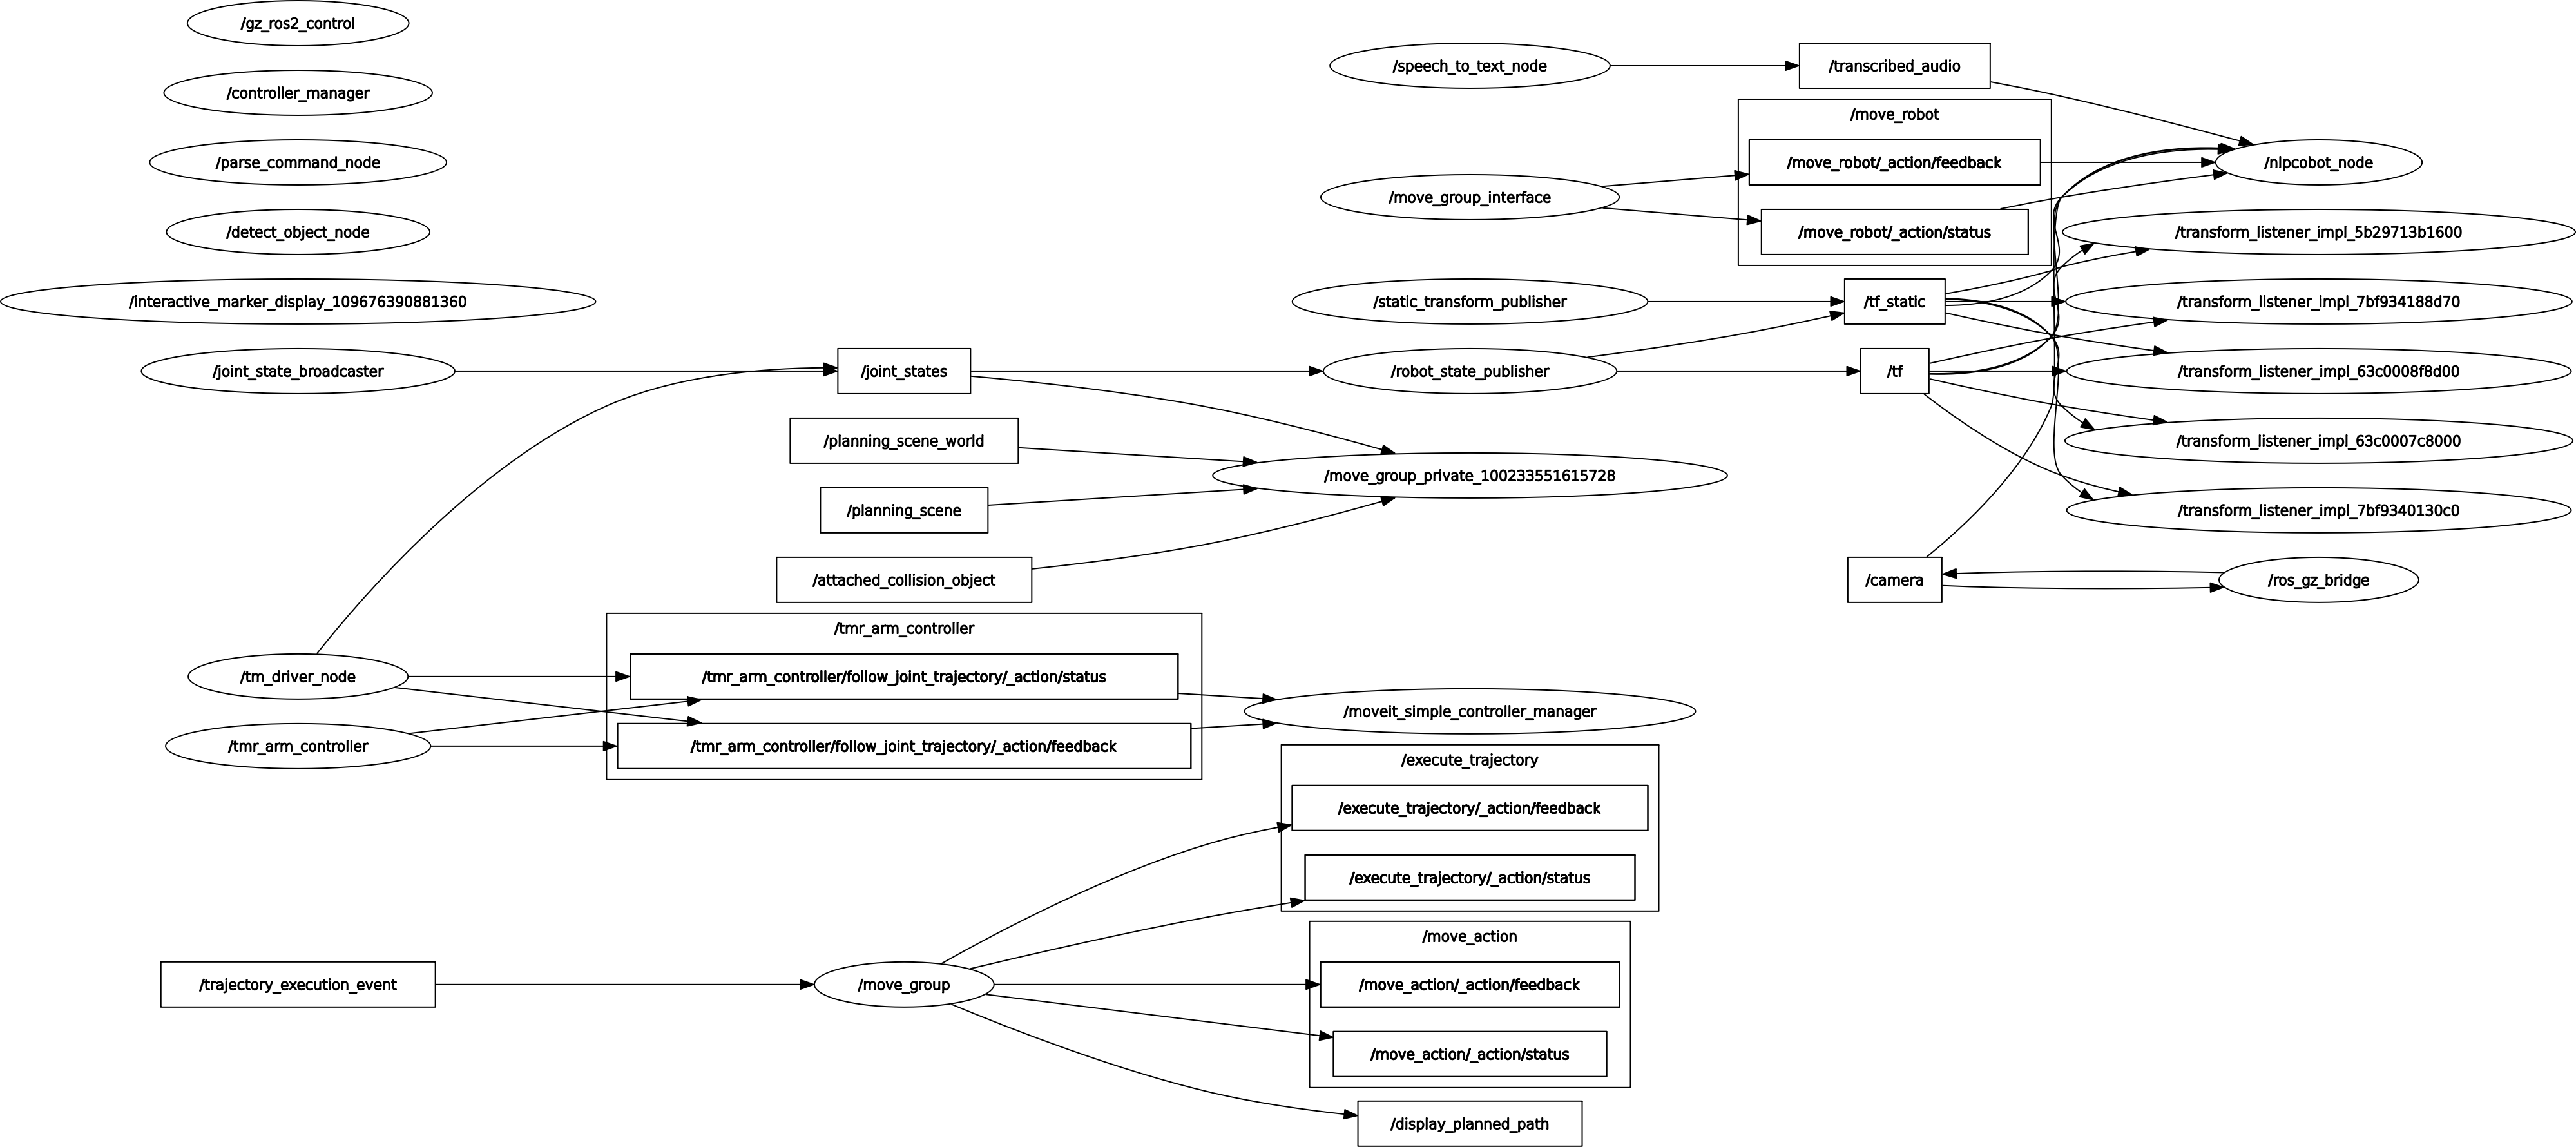 /gz_ros2_control
/controller_manager
/parse_command_node
/detect_object_node
/interactive_marker_display_109676390881360
/joint_state_broadcaster
/tm_driver_node
/tmr_arm_controller
/trajectory_execution_event
/joint_states
/planning_scene_world
/planning_scene
/attached_collision_object
/tmr_arm_controller
/tmr_arm_controller/follow_joint_trajectory/_action/status
/tmr_arm_controller/follow_joint_trajectory/_action/feedback
/move_group
/speech_to_text_node
/move_group_interface
/static_transform_publisher
/robot_state_publisher
/move_group_private_100233551615728
/moveit_simple_controller_manager
/execute_trajectory
/execute_trajectory/_action/feedback
/execute_trajectory/_action/status
/move_action
/move_action/_action/feedback
/move_action/_action/status
/display_planned_path
/transcribed_audio
/move_robot
/move_robot/_action/feedback
/move_robot/_action/status
/tf_static
/tf
/camera
/nlpcobot_node
/transform_listener_impl_5b29713b1600
/transform_listener_impl_7bf934188d70
/transform_listener_impl_63c0008f8d00
/transform_listener_impl_63c0007c8000
/transform_listener_impl_7bf9340130c0
/ros_gz_bridge